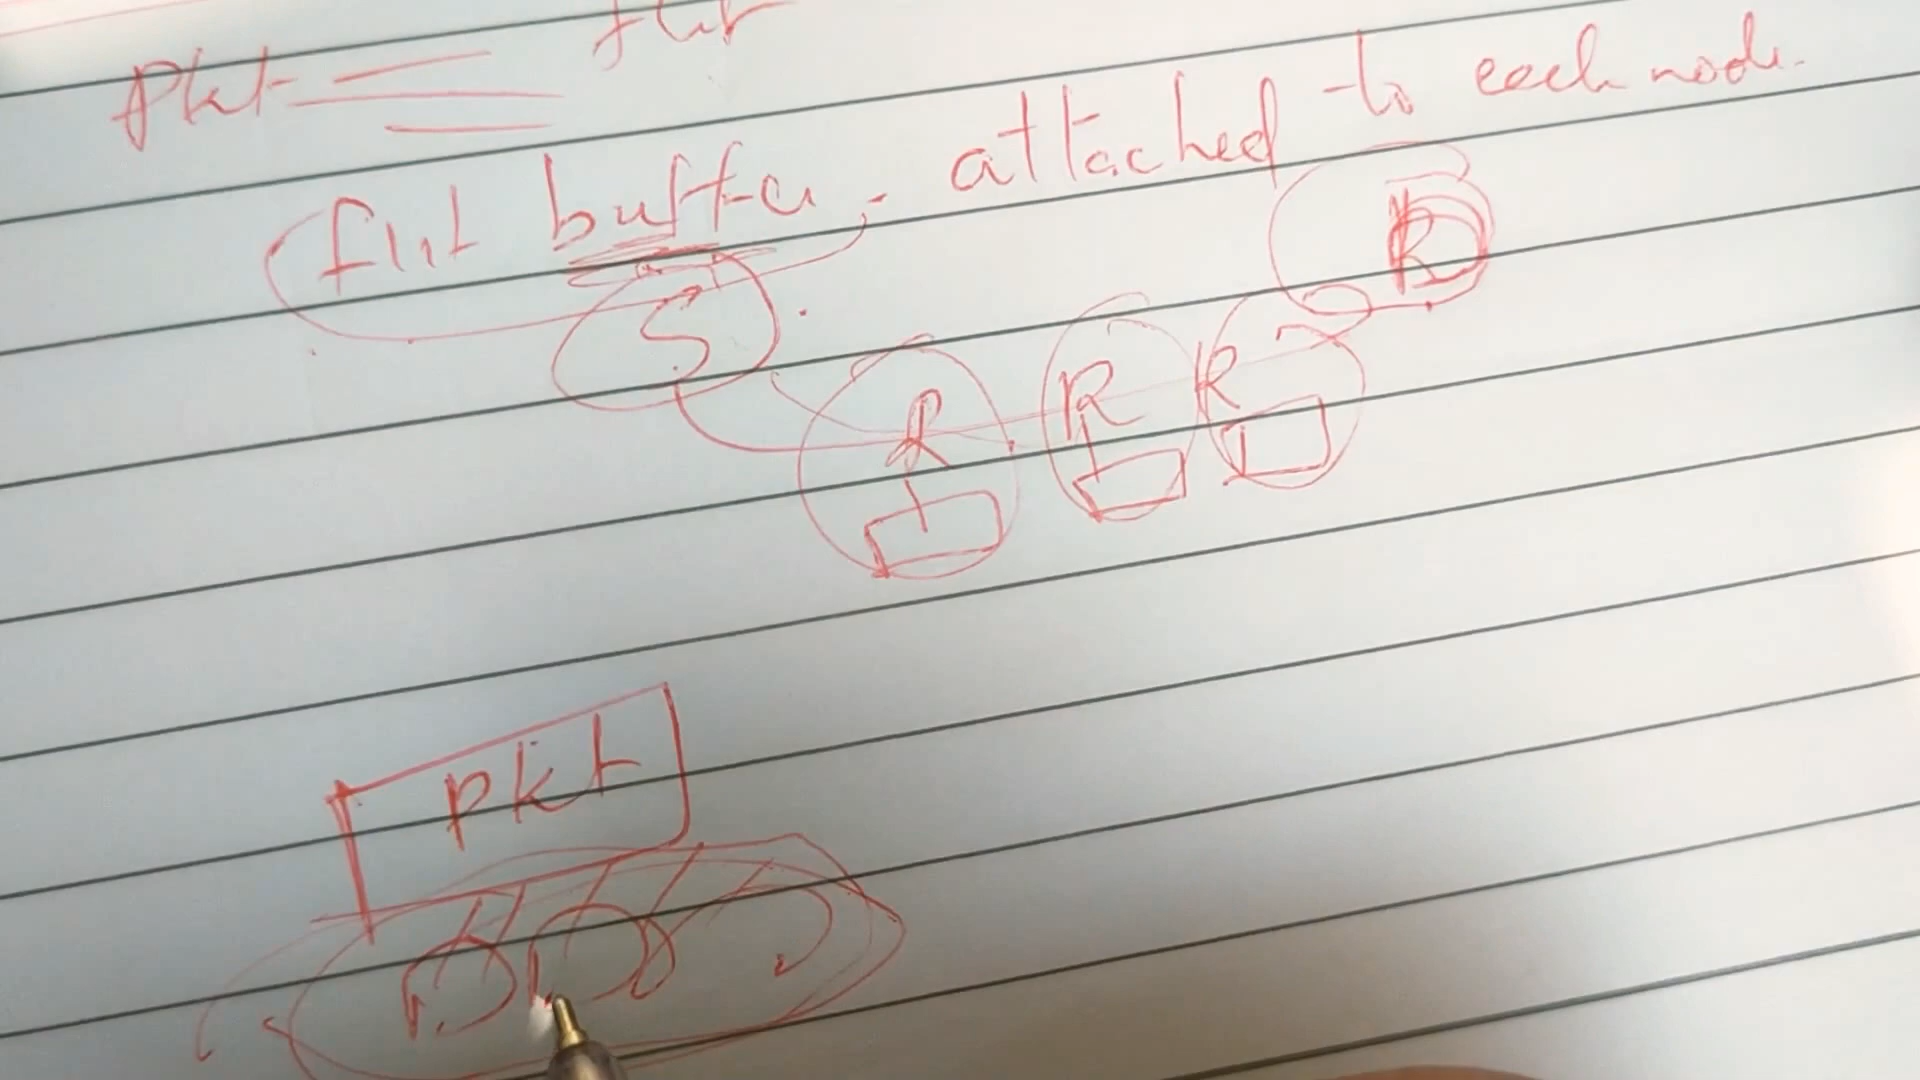 flit
pkt
flit buffer. attached to each node.
S
R R R
pkt